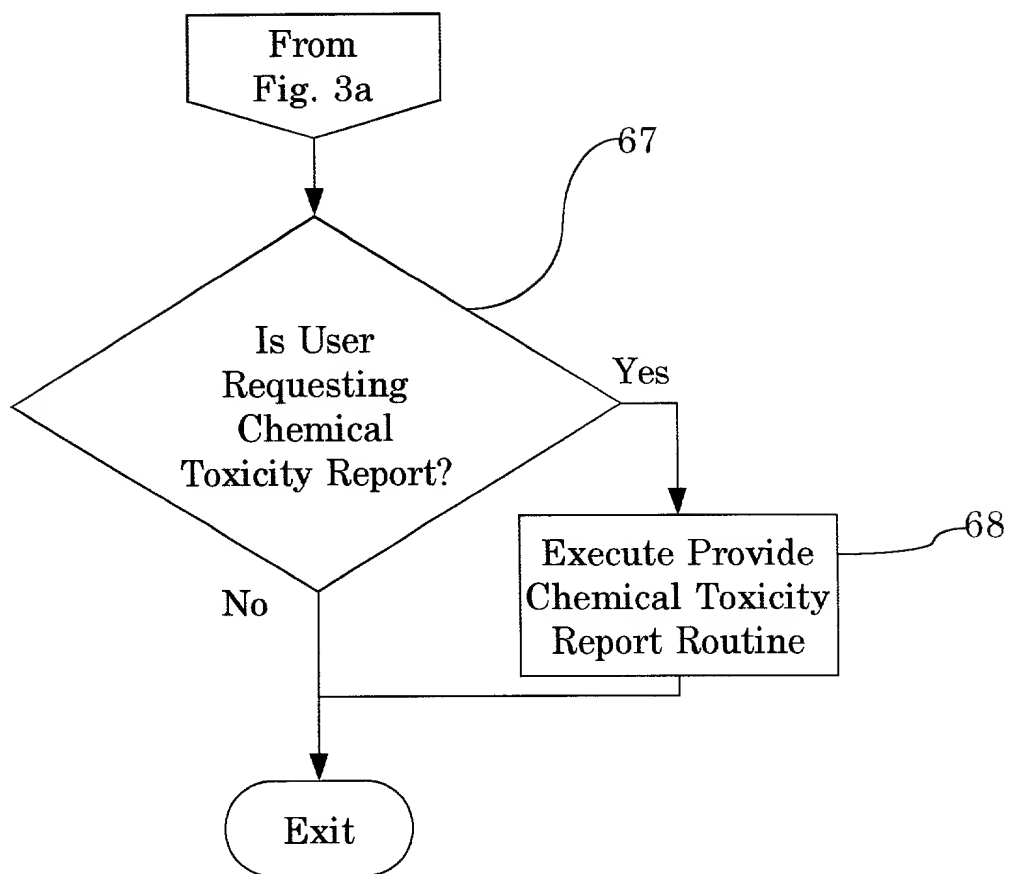 From
Fig. 3a
67
Is User
Requesting
Chemical
Toxicity Report?
Yes
68
Execute Provide
Chemical Toxicity
Report Routine
No
Exit